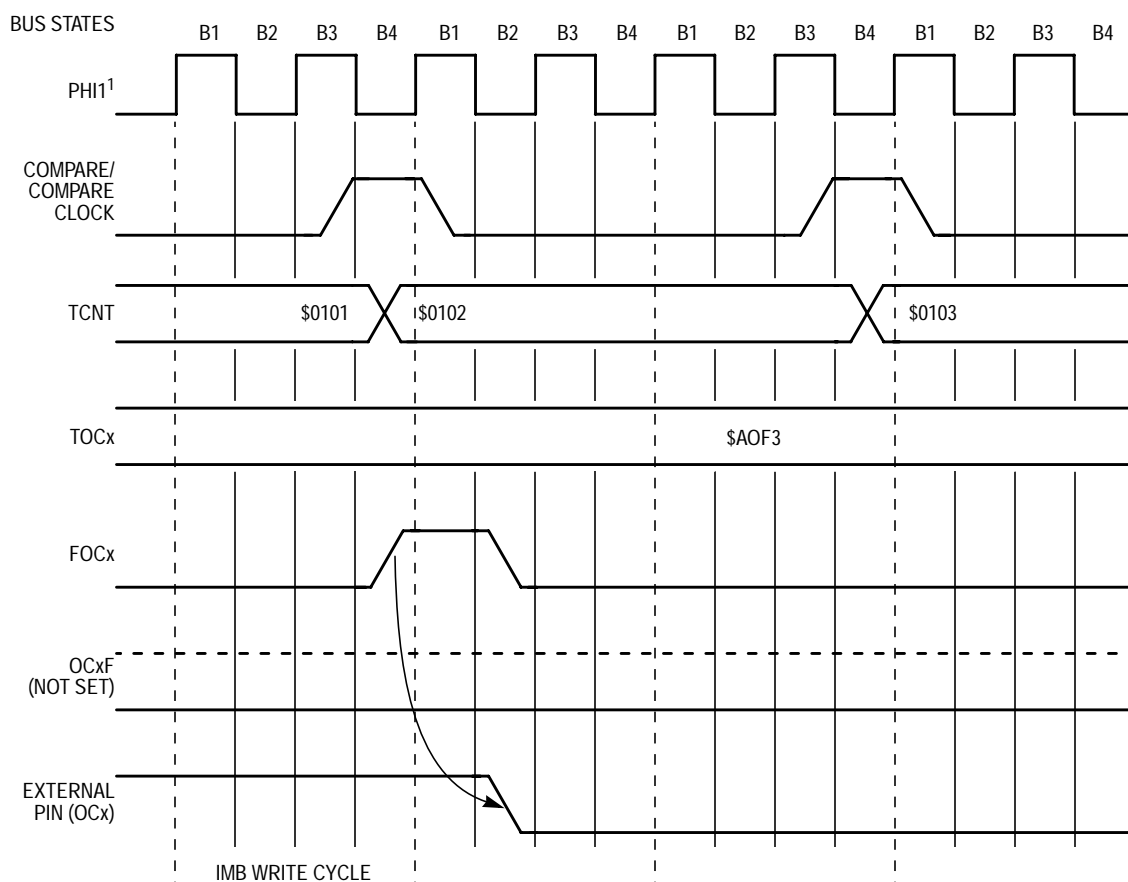 BUS STATES
B1 B2 B3 B4 B1 B2 B3 B4 B1 B2 B3 B4 B1 B2 B3 B4
PHI1¹
COMPARE/
COMPARE
CLOCK
TCNT $0101 $0102 $0103
TOCx $AOF3
FOCx
OCxF
(NOT SET)
EXTERNAL
PIN (OCx)
IMB WRITE CYCLE